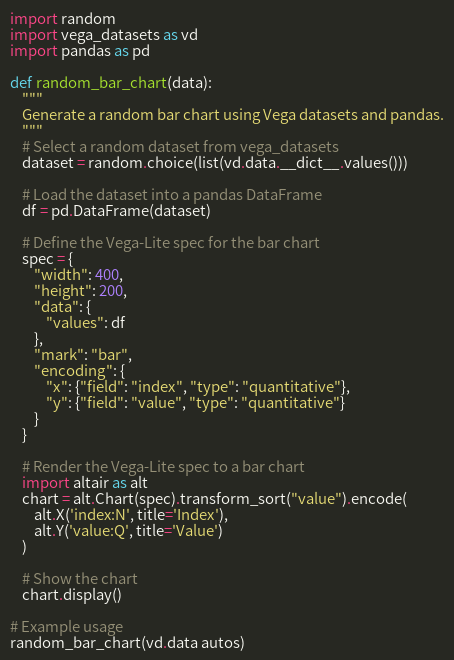 import random
import vega_datasets as vd
import pandas as pd
def random_bar_chart(data):
"""
Generate a random bar chart using Vega datasets and pandas.
"""
# Select a random dataset from vega_datasets
dataset = random.choice(list(vd.data.__dict__.values()))
# Load the dataset into a pandas DataFrame
df = pd.DataFrame(dataset)
# Define the Vega-Lite spec for the bar chart
spec = {
"width": 400,
"height": 200,
"data": {
"values": df
},
"mark": "bar",
"encoding": {
"x": {"field": "index", "type": "quantitative"},
"y": {"field": "value", "type": "quantitative"}
}
}
# Render the Vega-Lite spec to a bar chart
import altair as alt
chart = alt.Chart(spec).transform_sort("value").encode(
alt.X('index:N', title='Index'),
alt.Y('value:Q', title='Value')
)
# Show the chart
chart.display()
# Example usage
random_bar_chart(vd.data autos)